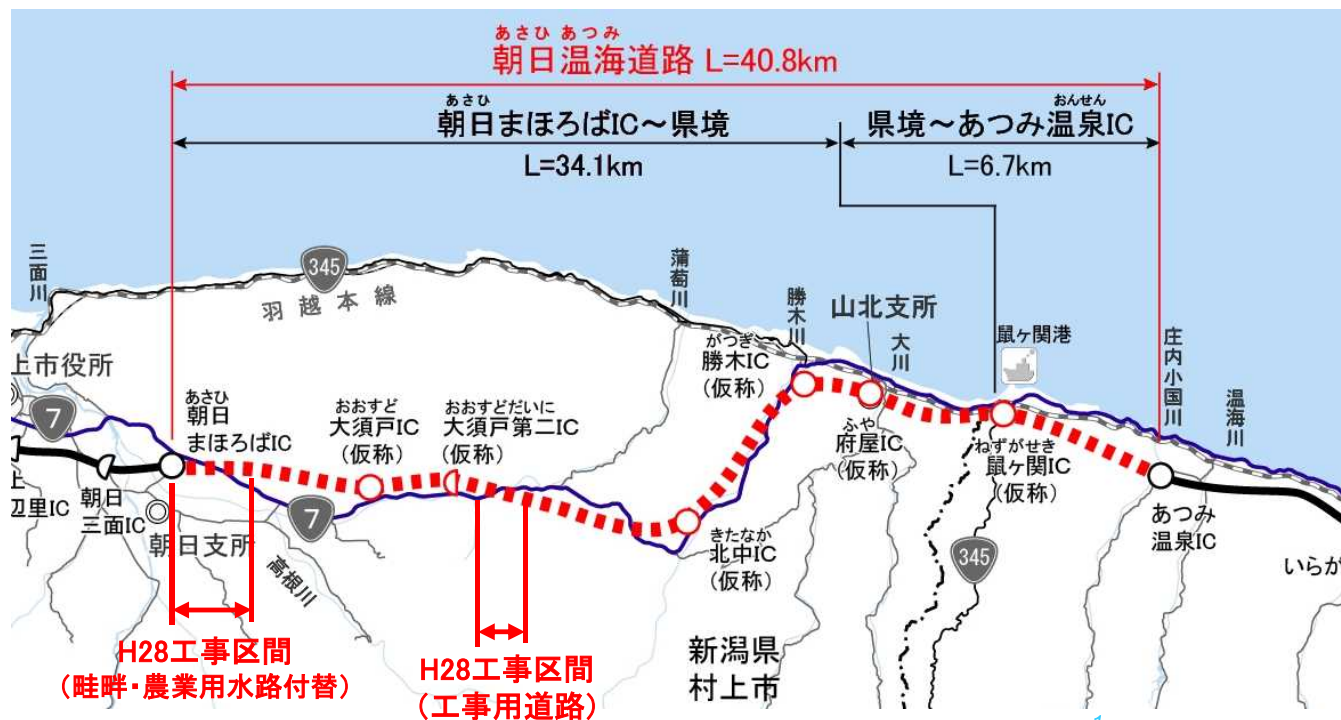 あさひ あつみ
朝日温海道路 L=40.8km
あさひ
朝日まほろばIC～県境
L=34.1km
おんせん
県境～あつみ温泉IC
L=6.7km
三面川
345
羽越本線
蒲萄川
勝木川
山北支所
大川
鼠ヶ関港
庄内小国川
温海川
上市役所
7
あさひ
朝日
まほろばIC
おおすど
大須戸IC
(仮称)
おおすどだいに
大須戸第二IC
(仮称)
がつぎ
勝木IC
(仮称)
ふや
府屋IC
(仮称)
ねずがせき
鼠ヶ関IC
(仮称)
上
辺里IC
朝日
三面IC
朝日支所
高根川
7
きたなか
北中IC
(仮称)
345
あつみ
温泉IC
いらが
H28工事区間
(畦畔・農業用水路付替)
H28工事区間
(工事用道路)
新潟県
村上市